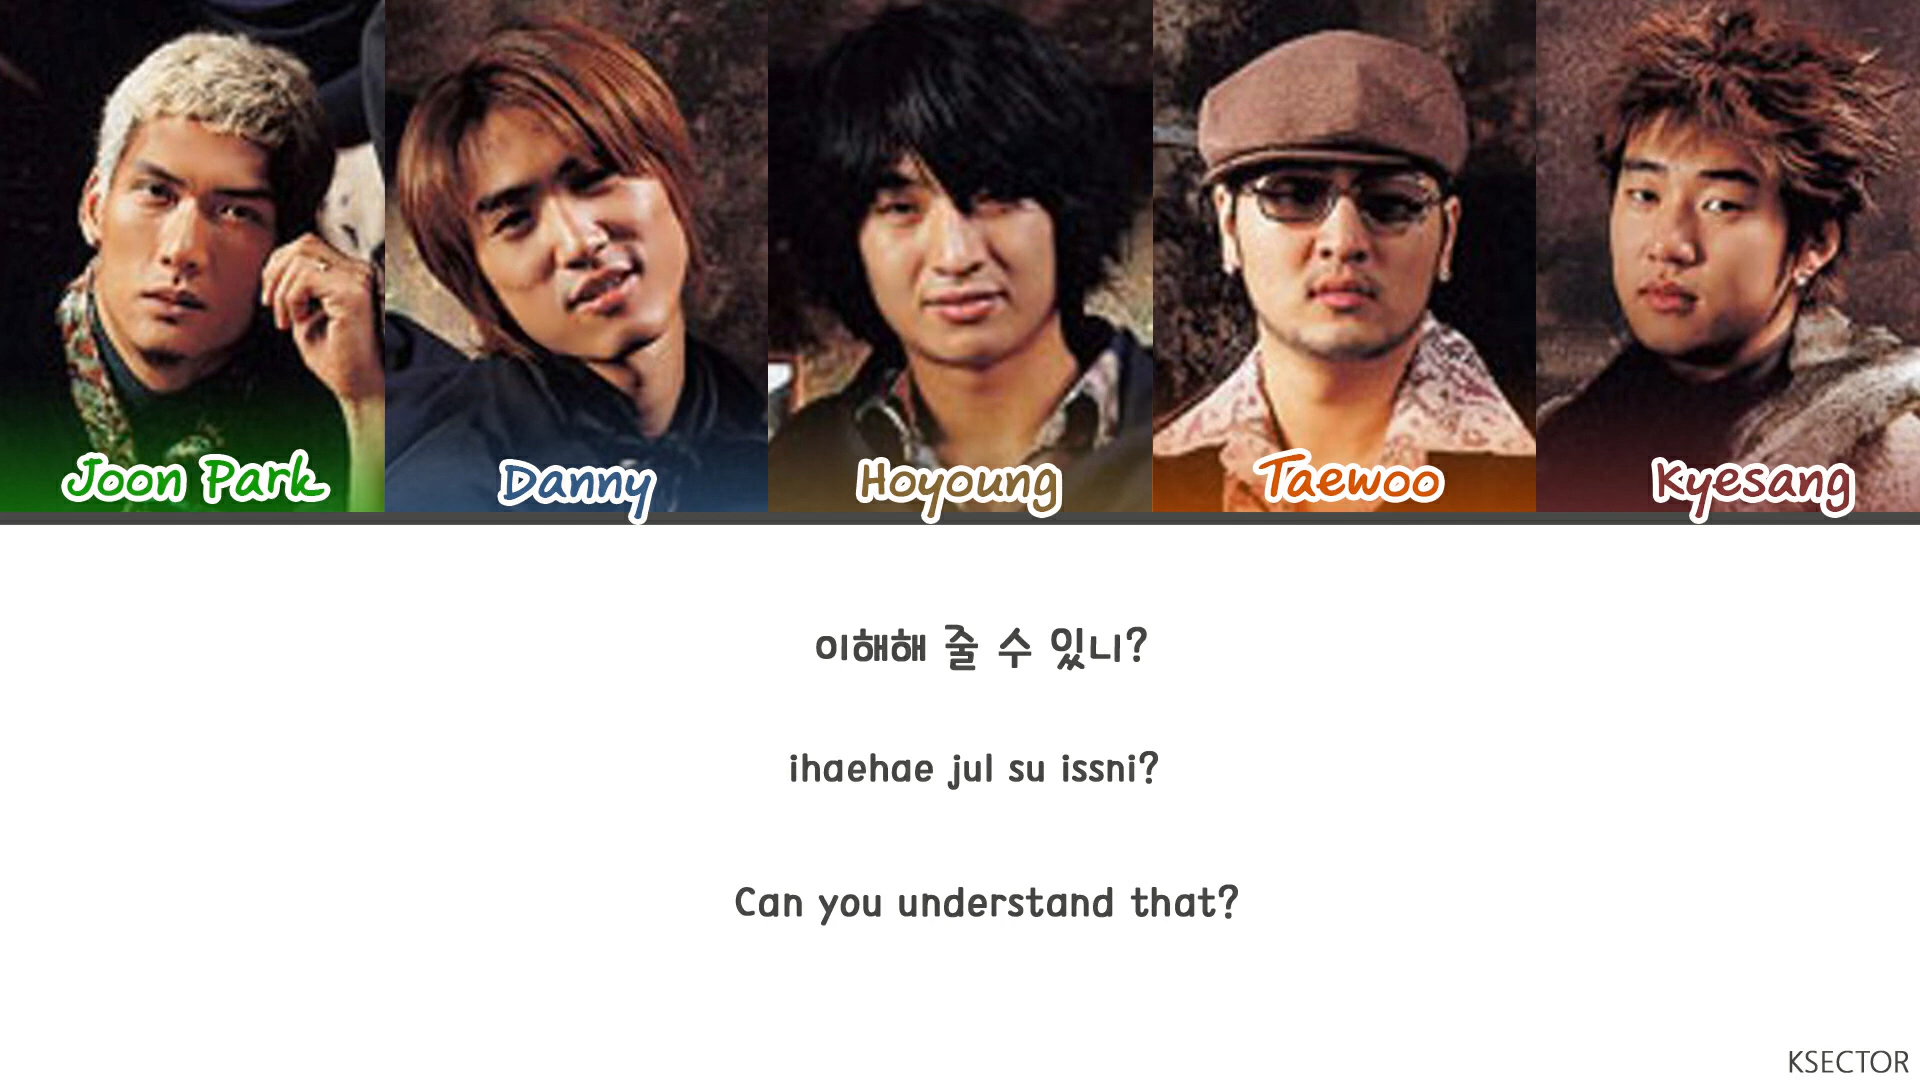 Joon Park
Danny
Hoyoung
Taewoo
Kyesang
이해해 줄 수 있니?
ihaehae jul su issni?
Can you understand that?
KSECTOR